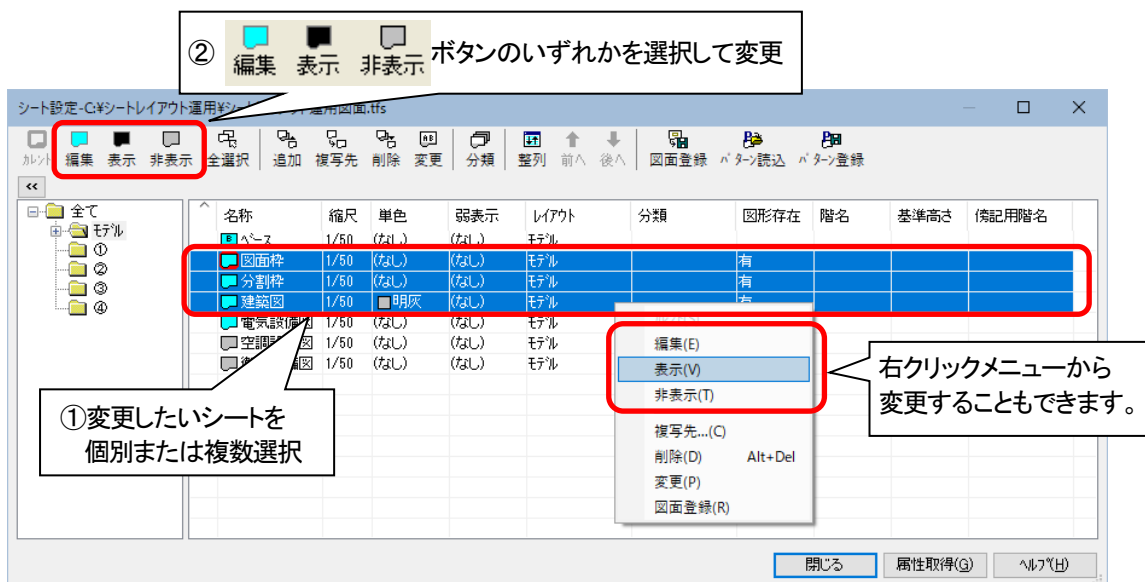 ② 編集 表示 非表示 ボタンのいずれかを選択して変更
シート設定-C:¥シートレイアウト運用¥シ 運用図面.tfs
カレント 編集 表示 非表示 全選択 追加 複写先 削除 変更 分類 整列 前へ 後へ 図面登録 パターン読込 パターン登録
<<
全て
モデル
①
②
③
④
名称 縮尺 単色 弱表示 レイアウト 分類 図形存在 階名 基準高さ 傍記用階名
ベース 1/50 (なし) (なし) モデル
図面枠 1/50 (なし) (なし) モデル 有
分割枠 1/50 (なし) (なし) モデル 有
建築図 1/50 明灰 (なし) モデル 有
電気設備図 1/50 (なし) (なし) モデル
空調 図 1/50 (なし) (なし) モデル
備図 1/50 (なし) (なし) モデル
編集(E)
表示(V)
非表示(T)
複写先...(C)
削除(D) Alt+Del
変更(P)
図面登録(R)
右クリックメニューから
変更することもできます。
①変更したいシートを
個別または複数選択
閉じる 属性取得(G) ヘルプ(H)